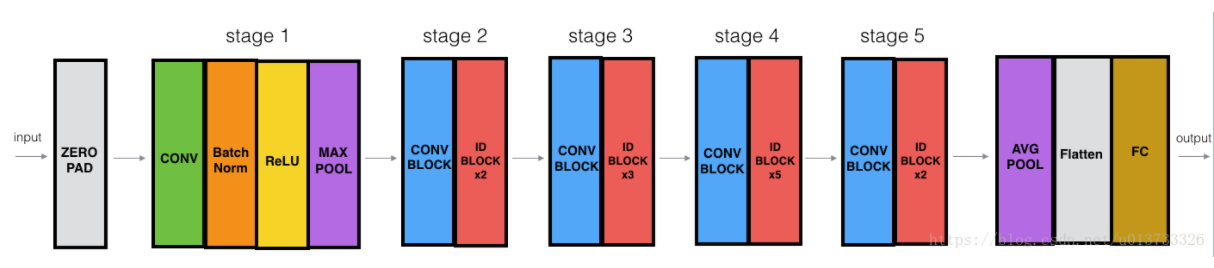 stage 1
stage 2
stage 3
stage 4
stage 5
input
ZERO
PAD
CONV
Batch
Norm
ReLU
MAX
POOL
CONV
BLOCK
ID
BLOCK
x2
CONV
BLOCK
ID
BLOCK
x3
CONV
BLOCK
ID
BLOCK
x5
CONV
BLOCK
ID
BLOCK
x2
AVG
POOL
Flatten
FC
output
https://blog.csdn.net/u013733326